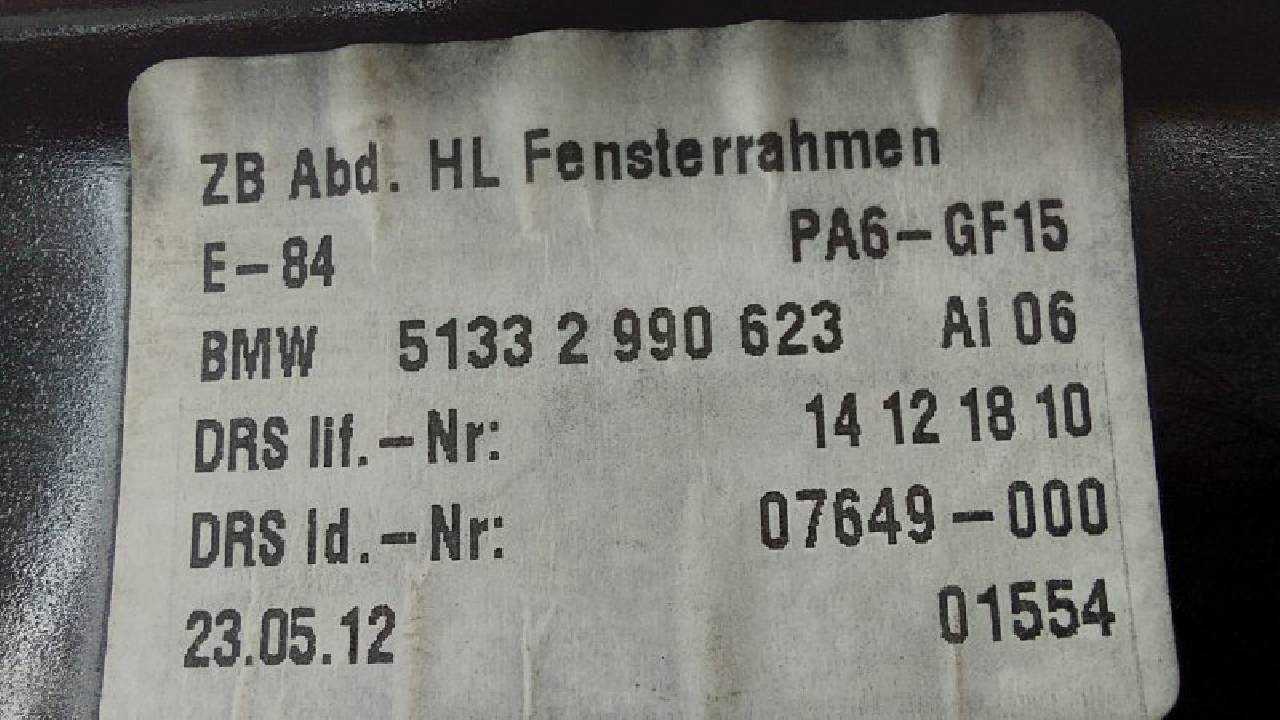 ZB Abd. HL Fensterrahmen
E-84 PA6-GF15
BMW 5133 2 990 623 Ai 06
DRS lif.-Nr: 14 12 18 10
DRS Id.-Nr: 07649-000
23.05.12 01554